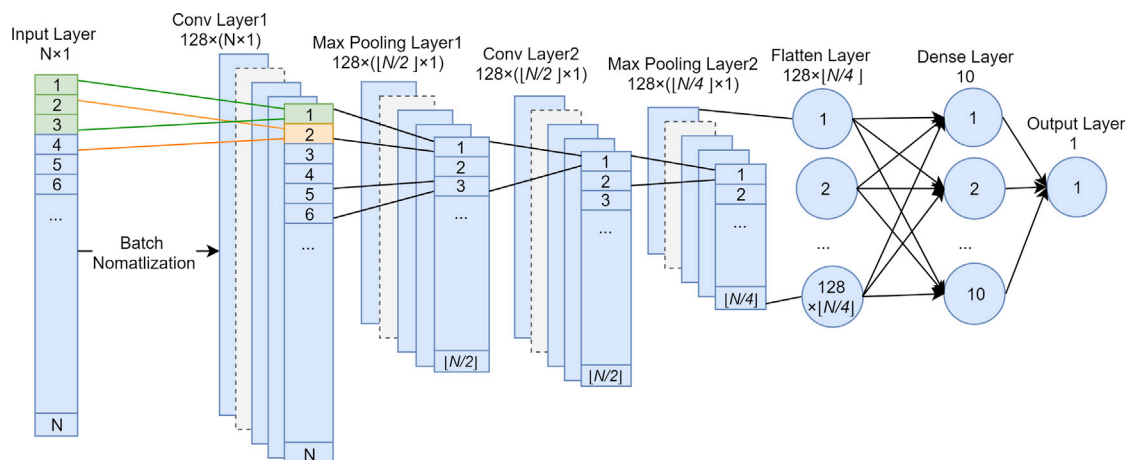 Input Layer
N×1
1
2
3
4
5
6
...
N
Batch
Nomatlization
Conv Layer1
128×(N×1)
1
2
3
4
5
6
...
N
Max Pooling Layer1
128×(⌊N/2 ⌋×1)
1
2
3
...
⌊N/2⌋
Conv Layer2
128×(⌊N/2 ⌋×1)
1
2
3
...
⌊N/2⌋
Max Pooling Layer2
128×(⌊N/4 ⌋×1)
1
2
...
⌊N/4⌋
Flatten Layer
128×⌊N/4 ⌋
1
2
...
128
×⌊N/4⌋
Dense Layer
10
1
2
...
10
Output Layer
1
1